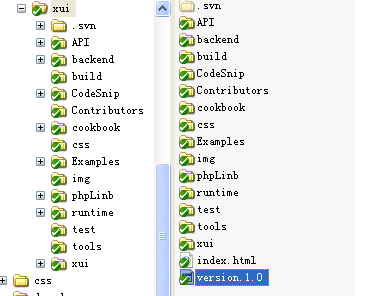 xui
.svn
API
backend
build
CodeSnip
Contributors
cookbook
css
Examples
img
phpLinb
runtime
test
tools
xui
css
.svn
API
backend
build
CodeSnip
Contributors
cookbook
css
Examples
img
phpLinb
runtime
test
tools
xui
index.html
version.1.0